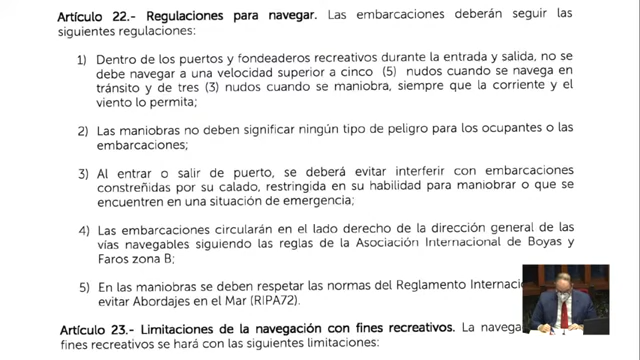 Artículo 22.- Regulaciones para navegar. Las embarcaciones deberán seguir las
siguientes regulaciones:
1) Dentro de los puertos y fondeaderos recreativos durante la entrada y salida, no se
debe navegar a una velocidad superior a cinco (5) nudos cuando se navega en
tránsito y de tres (3) nudos cuando se maniobra, siempre que la corriente y el
viento lo permita;
2) Las maniobras no deben significar ningún tipo de peligro para los ocupantes o las
embarcaciones;
3) Al entrar o salir de puerto, se deberá evitar interferir con embarcaciones
constreñidas por su calado, restringida en su habilidad para maniobrar o que se
encuentren en una situación de emergencia;
4) Las embarcaciones circularán en el lado derecho de la dirección general de las
vías navegables siguiendo las reglas de la Asociación Internacional de Boyas y
Faros zona B;
5) En las maniobras se deben respetar las normas del Reglamento
evitar Abordajes en el Mar (RIPA72).
Artículo 23.- Limitaciones de la navegación con fines recreativos. La
fines recreativos se hará con las siguientes limitaciones: